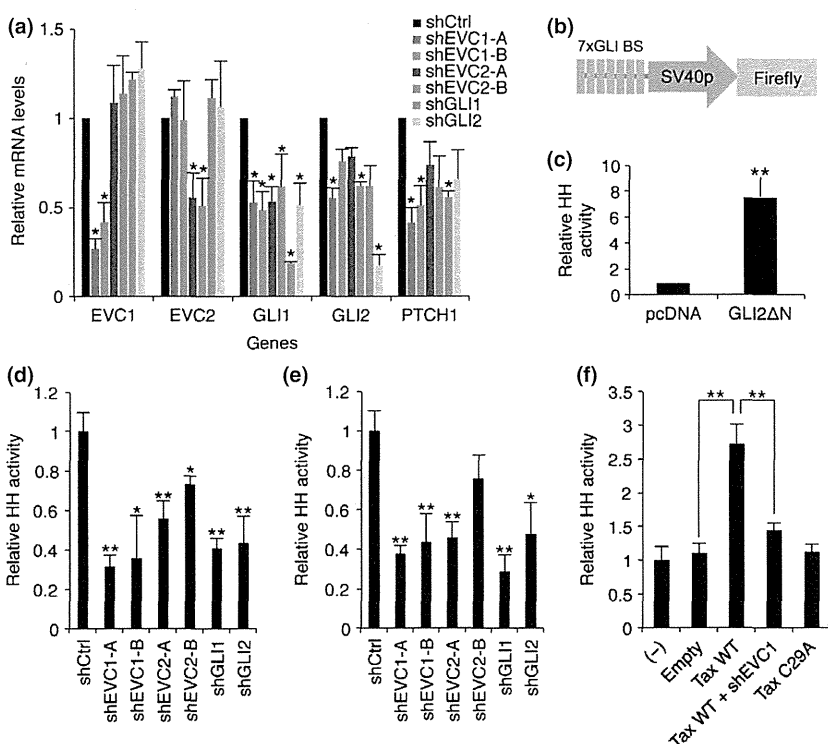 (a)
Relative mRNA levels
1.5
1
0.5
0
EVC1 EVC2 GLI1 GLI2 PTCH1
Genes
shCtrl
shEVC1-A
shEVC1-B
shEVC2-A
shEVC2-B
shGLI1
shGLI2
* * * * * * * * * * * * * * * *
(b)
7xGLI BS
SV40p
Firefly
(c)
Relative HH
activity
10
8
6
4
2
0
**
pcDNA GLI2ΔN
(d)
Relative HH activity
1.2
1
0.8
0.6
0.4
0.2
0
** * ** * ** **
shCtrl
shEVC1-A
shEVC1-B
shEVC2-A
shEVC2-B
shGLI1
shGLI2
(e)
Relative HH activity
1.2
1
0.8
0.6
0.4
0.2
0
** ** ** ** *
shCtrl
shEVC1-A
shEVC1-B
shEVC2-A
shEVC2-B
shGLI1
shGLI2
(f)
Relative HH activity
3.5
3
2.5
2
1.5
1
0.5
0
** **
(–)
Empty
Tax WT
Tax WT + shEVC1
Tax C29A